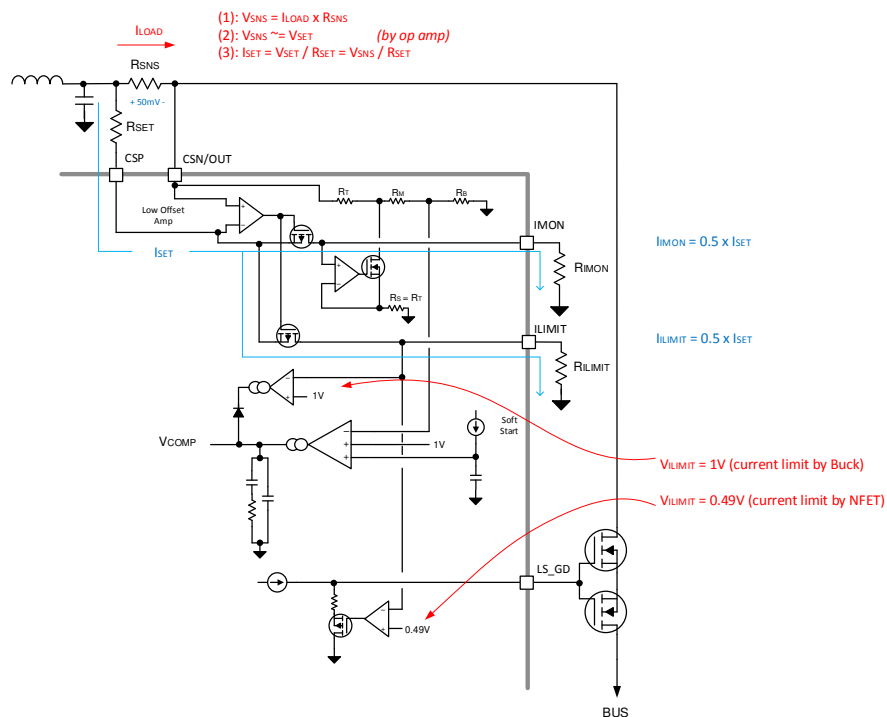 (1): VSNS = ILOAD x RSNS
(2): VSNS ~= VSET (by op amp)
(3): ISET = VSET / RSET = VSNS / RSET
ILOAD
RSNS
+ 50mV -
RSET
CSP
CSN/OUT
RT
RM
RB
Low Offset
Amp
+
−
IMON
ISET
IIMON = 0.5 x ISET
RIMON
+
−
RS = RT
ILIMIT
IILIMIT = 0.5 x ISET
RILIMIT
−
+
1V
Soft
Start
VCOMP
−
+
1V
+
VILIMIT = 1V (current limit by Buck)
VILIMIT = 0.49V (current limit by NFET)
LS_GD
−
+
0.49V
BUS